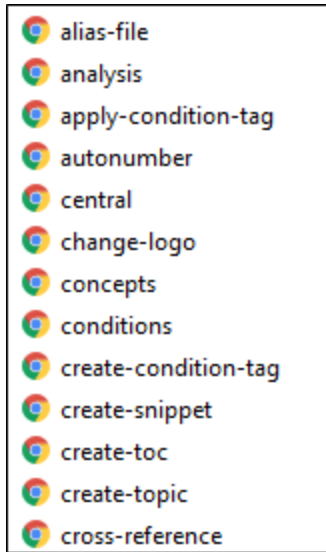 alias-file
analysis
apply-condition-tag
autonumber
central
change-logo
concepts
conditions
create-condition-tag
create-snippet
create-toc
create-topic
cross-reference